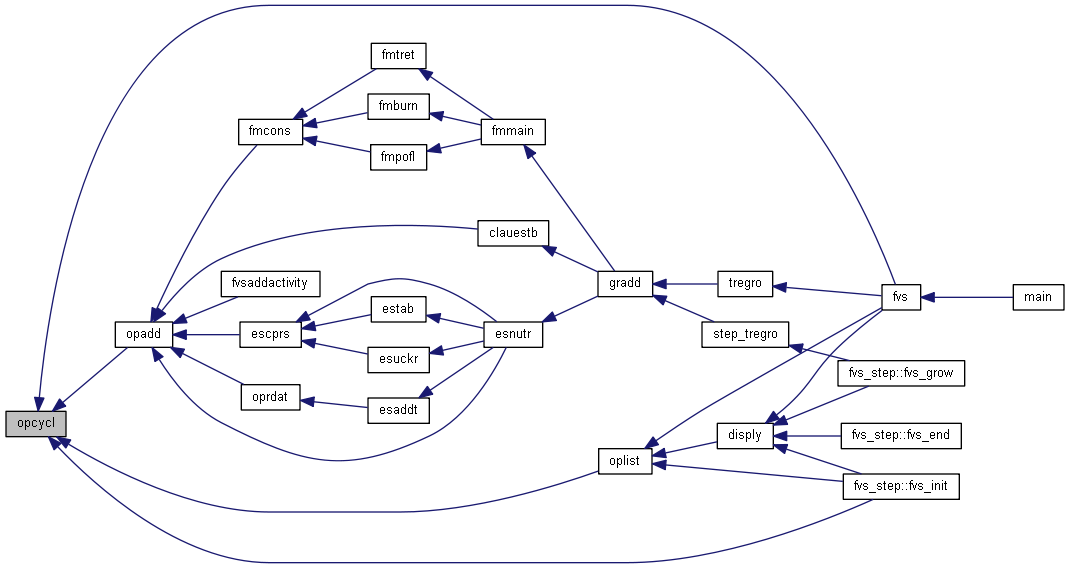 fmtret
fmburn
fmcons
fmmain
fmpofl
clauestb
fvsaddactivity
gradd
tregro
fvs
main
estab
opadd
escprs
esnutr
step_tregro
esuckr
fvs_step::fvs_grow
oprdat
esaddt
opcycl
disply
fvs_step::fvs_end
oplist
fvs_step::fvs_init